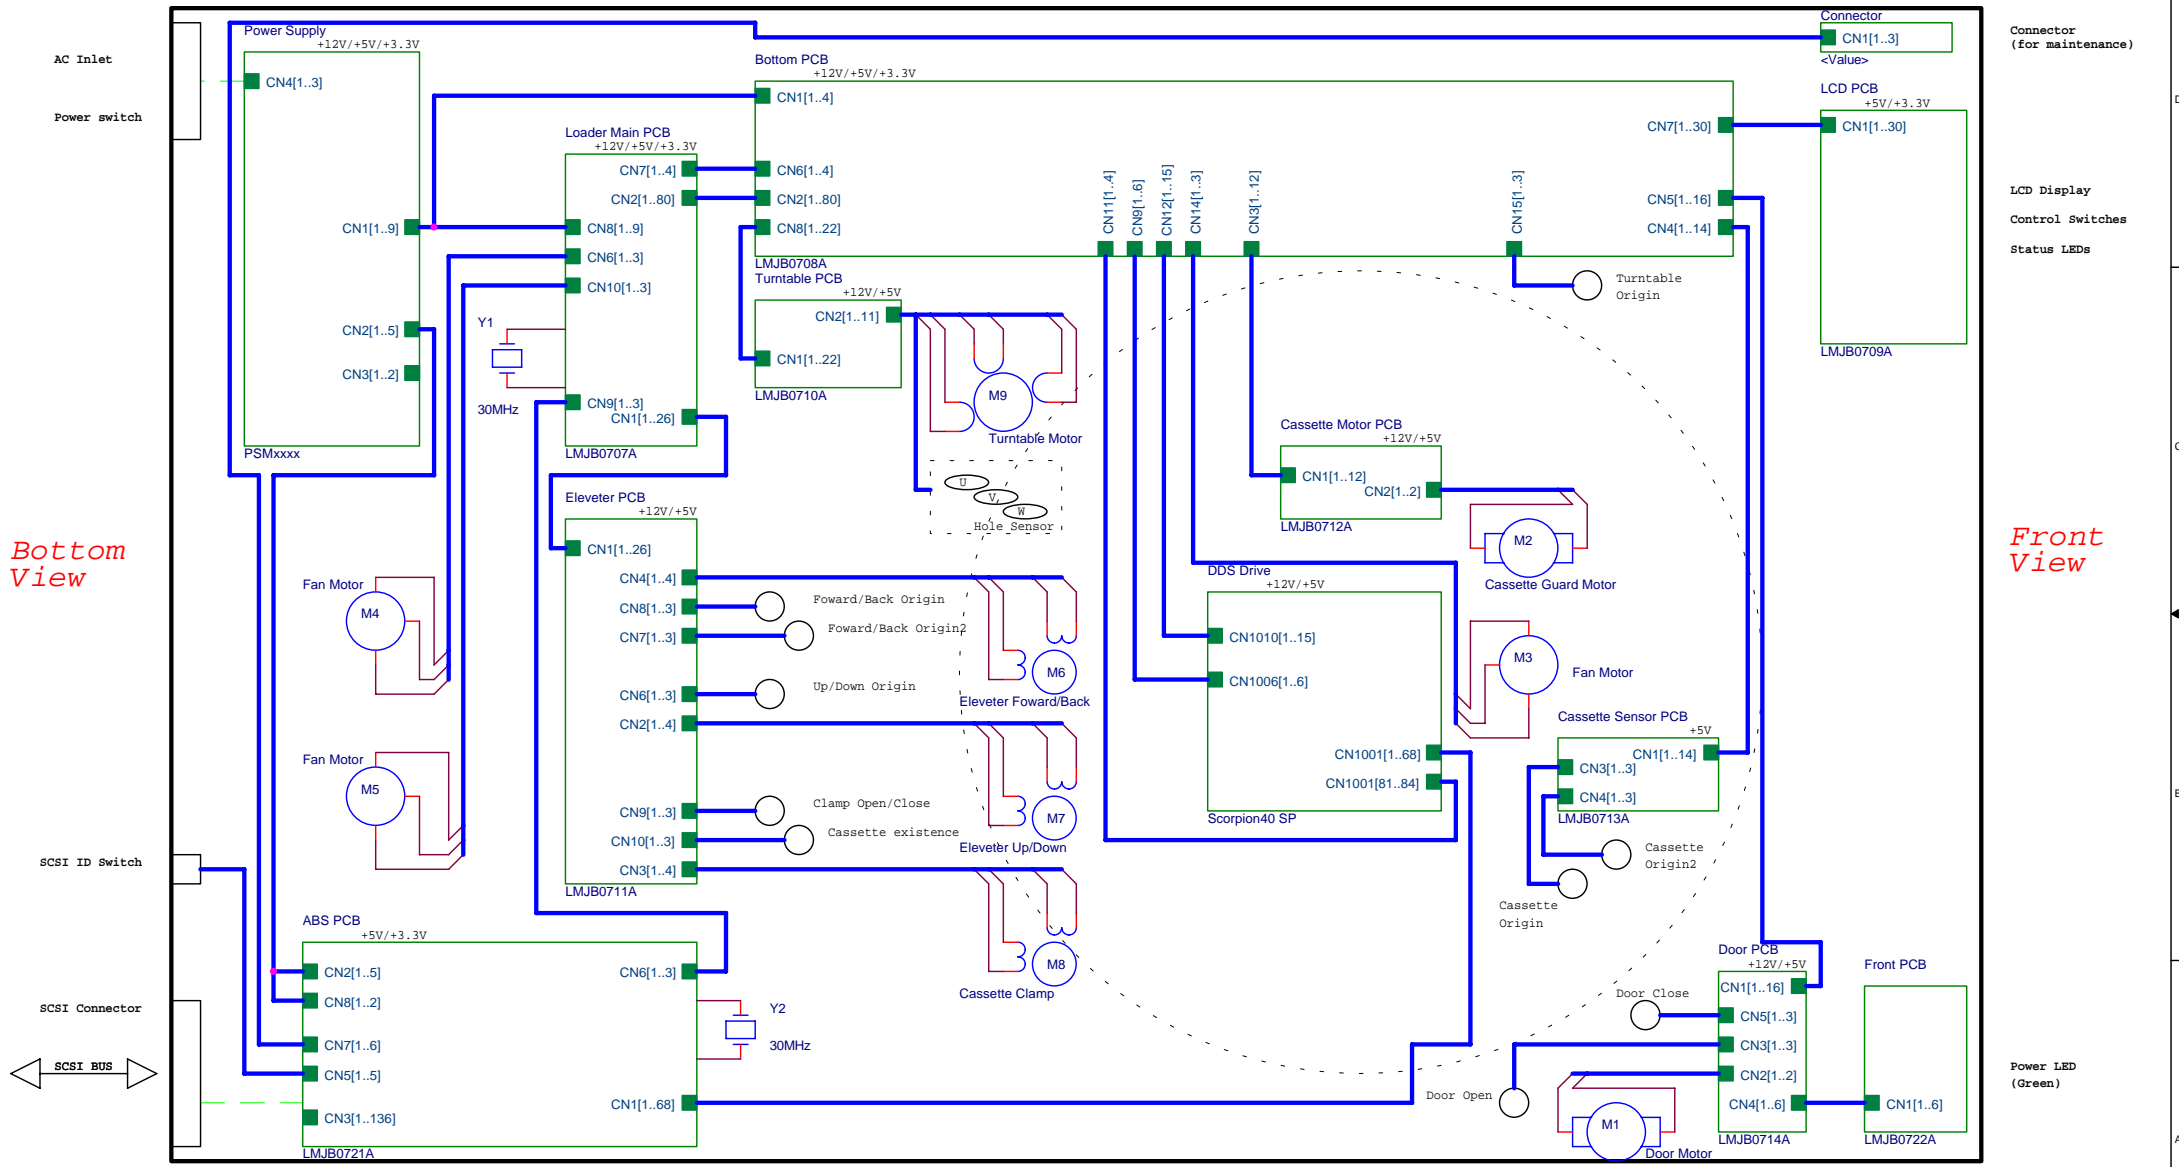 Power Supply
+12V/+5V/+3.3V
CN4[1..3]
CN1[1..9]
CN2[1..5]
CN3[1..2]
PSMxxxx
AC Inlet
Power switch
Bottom
View
SCSI ID Switch
SCSI Connector
SCSI BUS
Loader Main PCB
+12V/+5V/+3.3V
CN7[1..4]
CN2[1..80]
CN8[1..9]
CN6[1..3]
CN10[1..3]
CN9[1..3]
CN1[1..26]
LMJB0707A
Y1
30MHz
Bottom PCB
+12V/+5V/+3.3V
CN1[1..4]
CN6[1..4]
CN2[1..80]
CN8[1..22]
CN11[1..4]
CN9[1..6]
CN12[1..15]
CN14[1..3]
CN3[1..12]
CN15[1..3]
CN7[1..30]
CN5[1..16]
CN4[1..14]
LMJB0708A
Connector
CN1[1..3]
<Value>
Connector
(for maintenance)
LCD PCB
+5V/+3.3V
CN1[1..30]
LMJB0709A
LCD Display
Control Switches
Status LEDs
Turntable PCB
+12V/+5V
CN2[1..11]
CN1[1..22]
LMJB0710A
M9
Turntable Motor
U
V
W
Hole Sensor
Turntable
Origin
Cassette Motor PCB
+12V/+5V
CN1[1..12]
CN2[1..2]
LMJB0712A
M2
Cassette Guard Motor
Front
View
Eleveter PCB
+12V/+5V
CN1[1..26]
CN4[1..4]
CN8[1..3]
CN7[1..3]
CN6[1..3]
CN2[1..4]
CN9[1..3]
CN10[1..3]
CN3[1..4]
LMJB0711A
Foward/Back Origin
Foward/Back Origin2
Up/Down Origin
Clamp Open/Close
Cassette existence
M6
Eleveter Foward/Back
M7
Eleveter Up/Down
M8
Cassette Clamp
Fan Motor
M4
Fan Motor
M5
DDS Drive
+12V/+5V
CN1010[1..15]
CN1006[1..6]
CN1001[1..68]
CN1001[81..84]
Scorpion40 SP
M3
Fan Motor
Cassette Sensor PCB
+5V
CN1[1..14]
CN3[1..3]
CN4[1..3]
LMJB0713A
Cassette
Origin2
Cassette
Origin
ABS PCB
+5V/+3.3V
CN2[1..5]
CN8[1..2]
CN7[1..6]
CN5[1..5]
CN3[1..136]
CN6[1..3]
CN1[1..68]
LMJB0721A
Y2
30MHz
Door PCB
+12V/+5V
CN1[1..16]
CN5[1..3]
CN3[1..3]
CN2[1..2]
CN4[1..6]
LMJB0714A
Door Close
Door Open
M1
Door Motor
Front PCB
CN1[1..6]
LMJB0722A
Power LED
(Green)